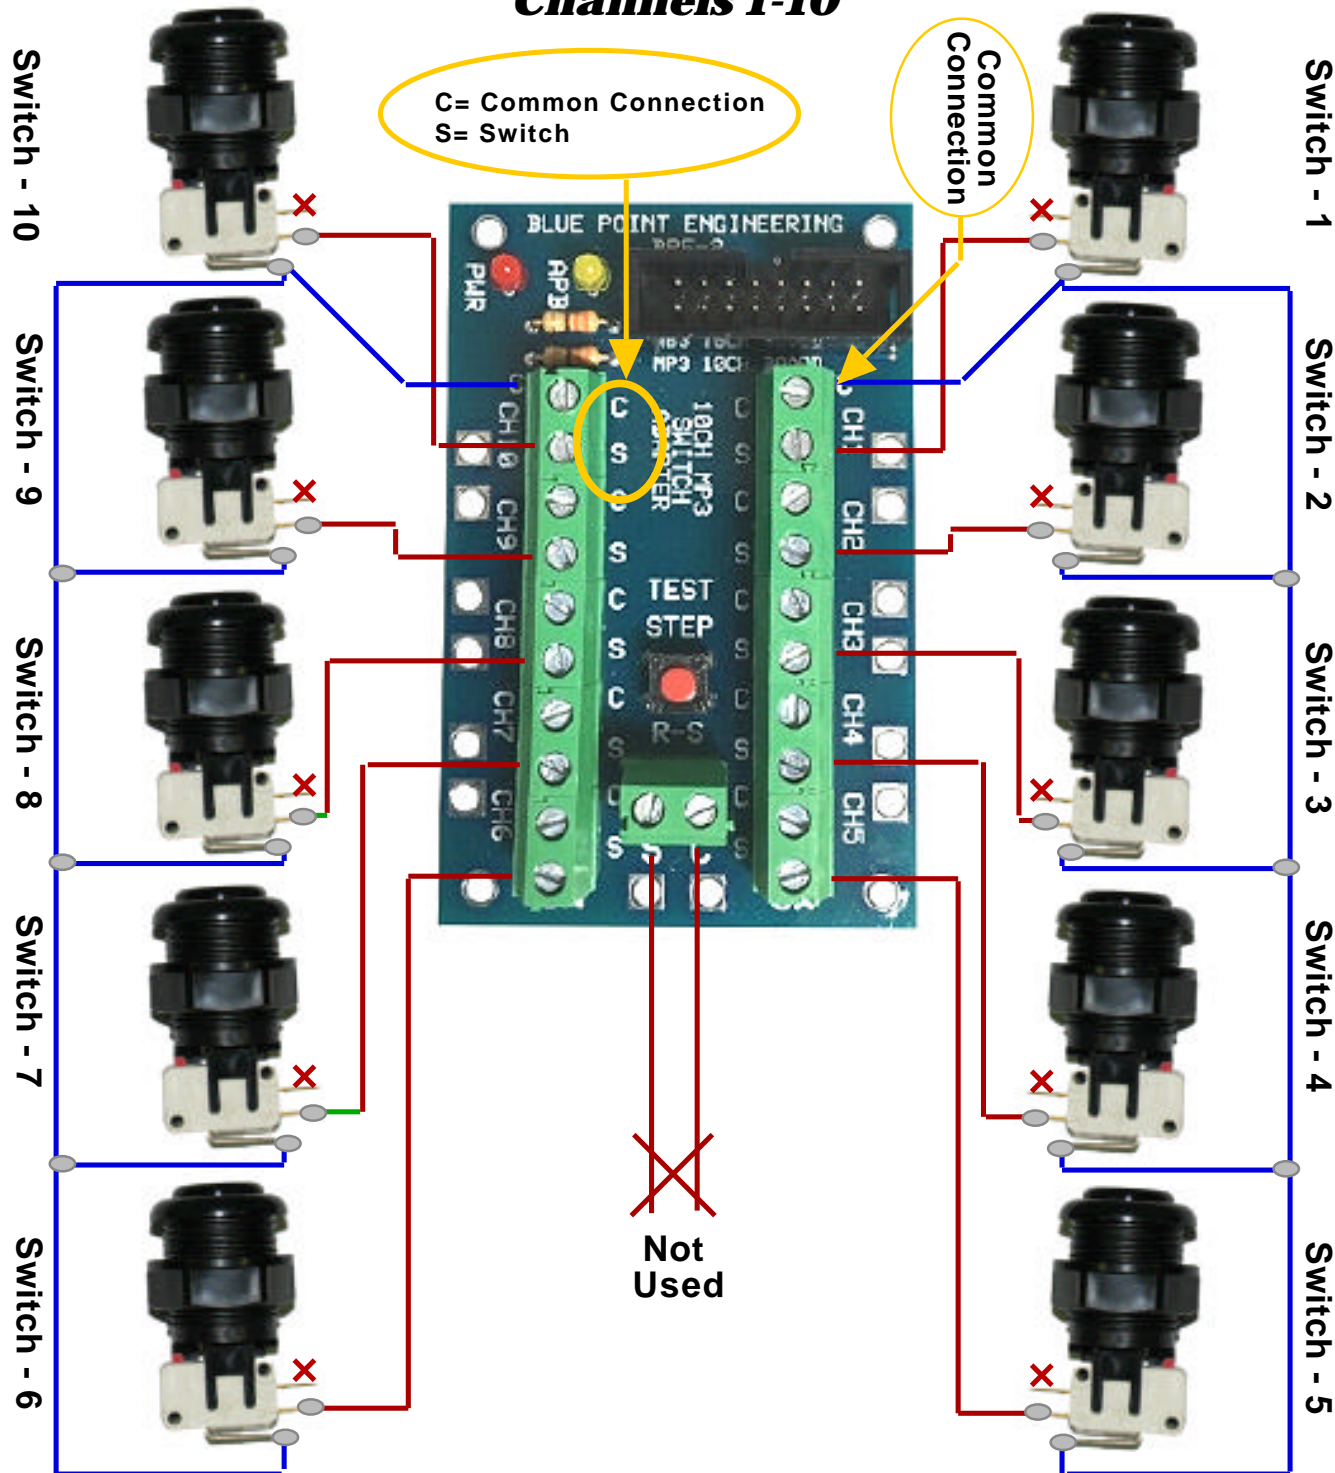 Channels 1-10
C= Common Connection
S= Switch
Common
Connection
Switch - 10
Switch - 9
Switch - 8
Switch - 7
Switch - 6
Switch - 1
Switch - 2
Switch - 3
Switch - 4
Switch - 5
BLUE POINT ENGINEERING
PWR
APB
MP3 10CH
10CH MP3
SWITCH
CH10
CH9
CH8
CH7
CH6
C
S
C
S
C
S
C
S
C
S
C
S
C
S
C
S
C
S
C
S
CH1
CH2
CH3
CH4
CH5
TEST
STEP
R-S
S
C
Not
Used